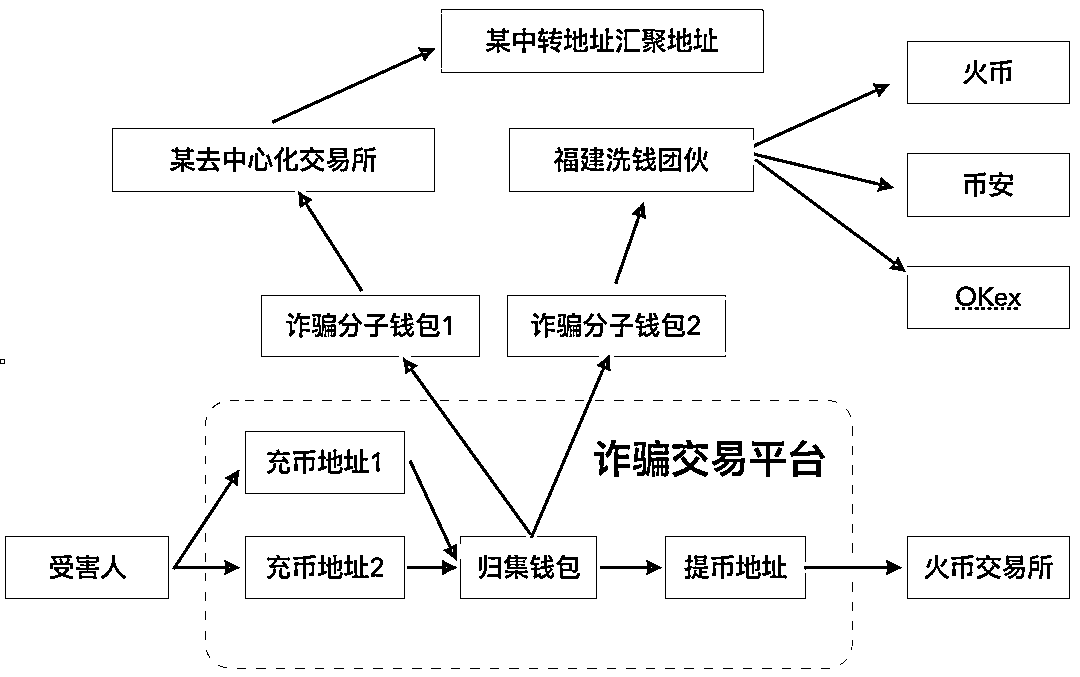 某中转地址汇聚地址
火币
某去中心化交易所
福建洗钱团伙
币安
OKex
诈骗分子钱包1
诈骗分子钱包2
诈骗交易平台
充币地址1
受害人
充币地址2
归集钱包
提币地址
火币交易所